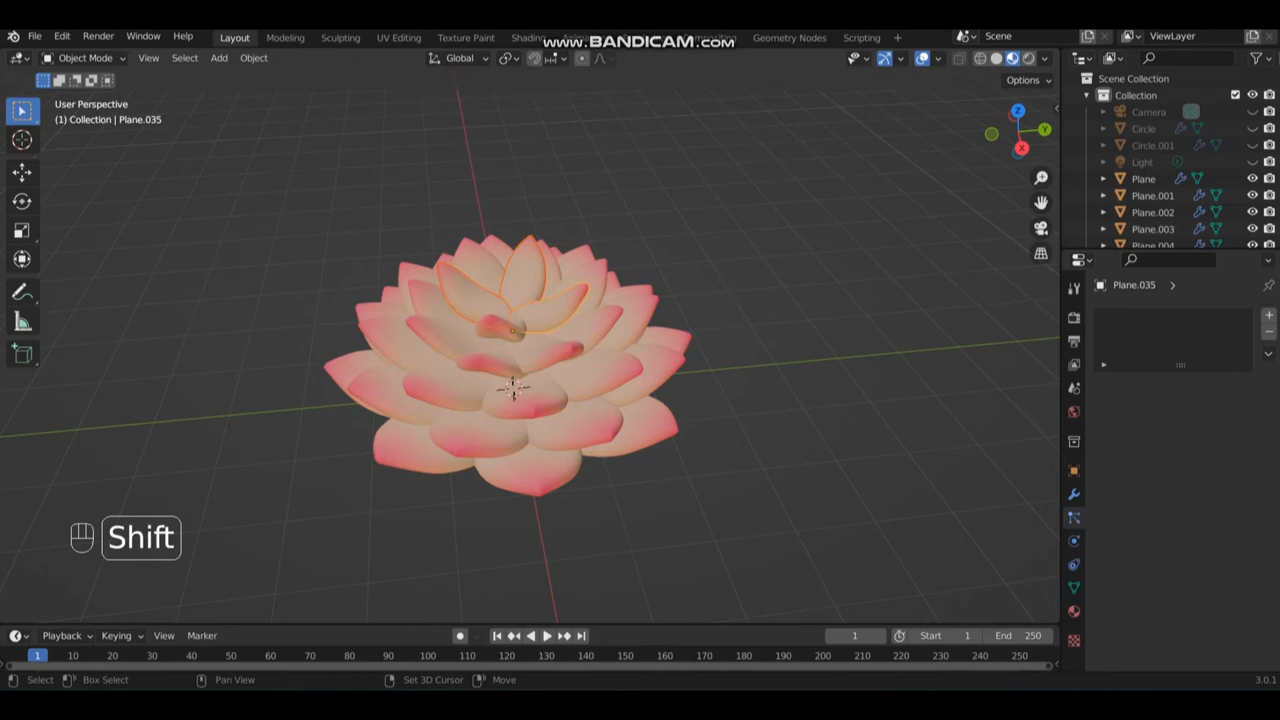 File Edit Render Window Help Layout Modeling Sculpting UV Editing Texture Paint Shading Geometry Nodes Scripting + Scene ViewLayer
www.BANDICAM.com
Object Mode View Select Add Object Global
Options
User Perspective
(1) Collection | Plane.035
Z
Y
X
Scene Collection
Collection
Camera
Circle
Circle.001
Light
Plane
Plane.001
Plane.002
Plane.003
Plane.004
Plane.035
Shift
Playback Keying View Marker 1 Start 1 End 250
1 10 20 30 40 50 60 70 80 90 100 110 120 130 140 150 160 170 180 190 200 210 220 230 240 250
Select Box Select Pan View Set 3D Cursor Move 3.0.1